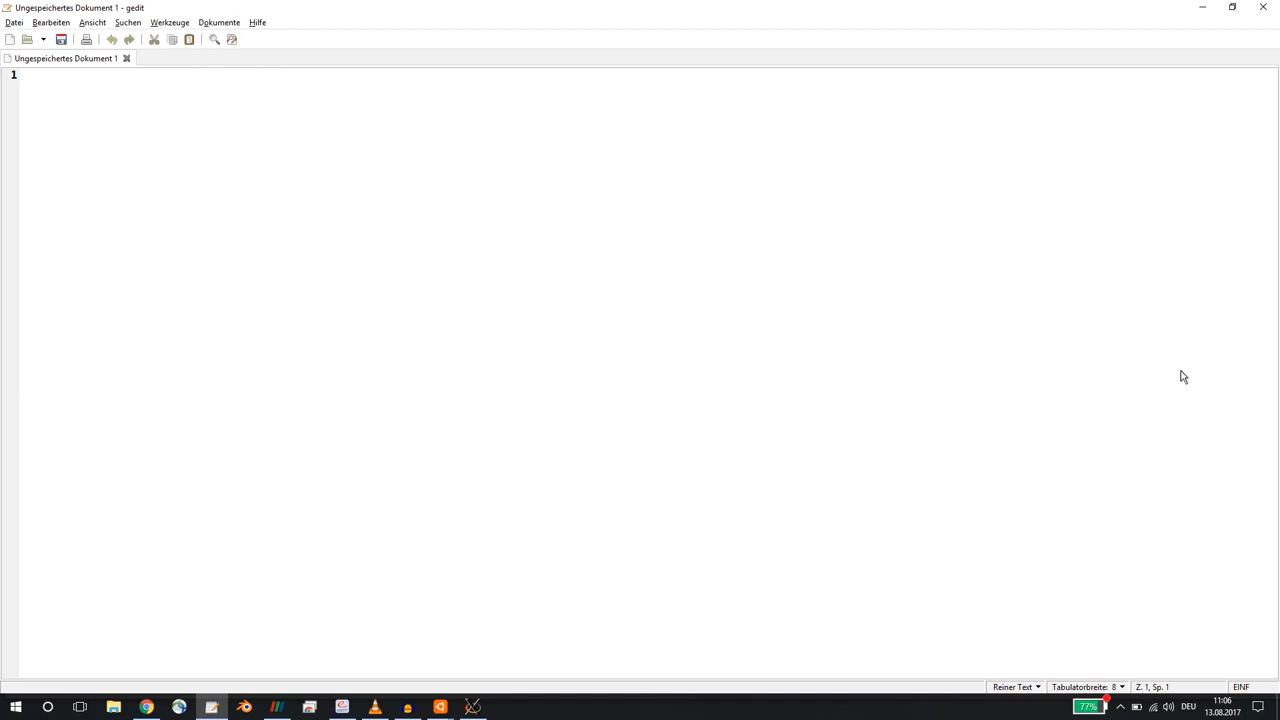 Ungespeichertes Dokument 1 - gedit
Datei Bearbeiten Ansicht Suchen Werkzeuge Dokumente Hilfe
Ungespeichertes Dokument 1
1
Reiner Text Tabulatorbreite: 8 Z. 1, Sp. 1 EINF
77% DEU 11:06
13.08.2017